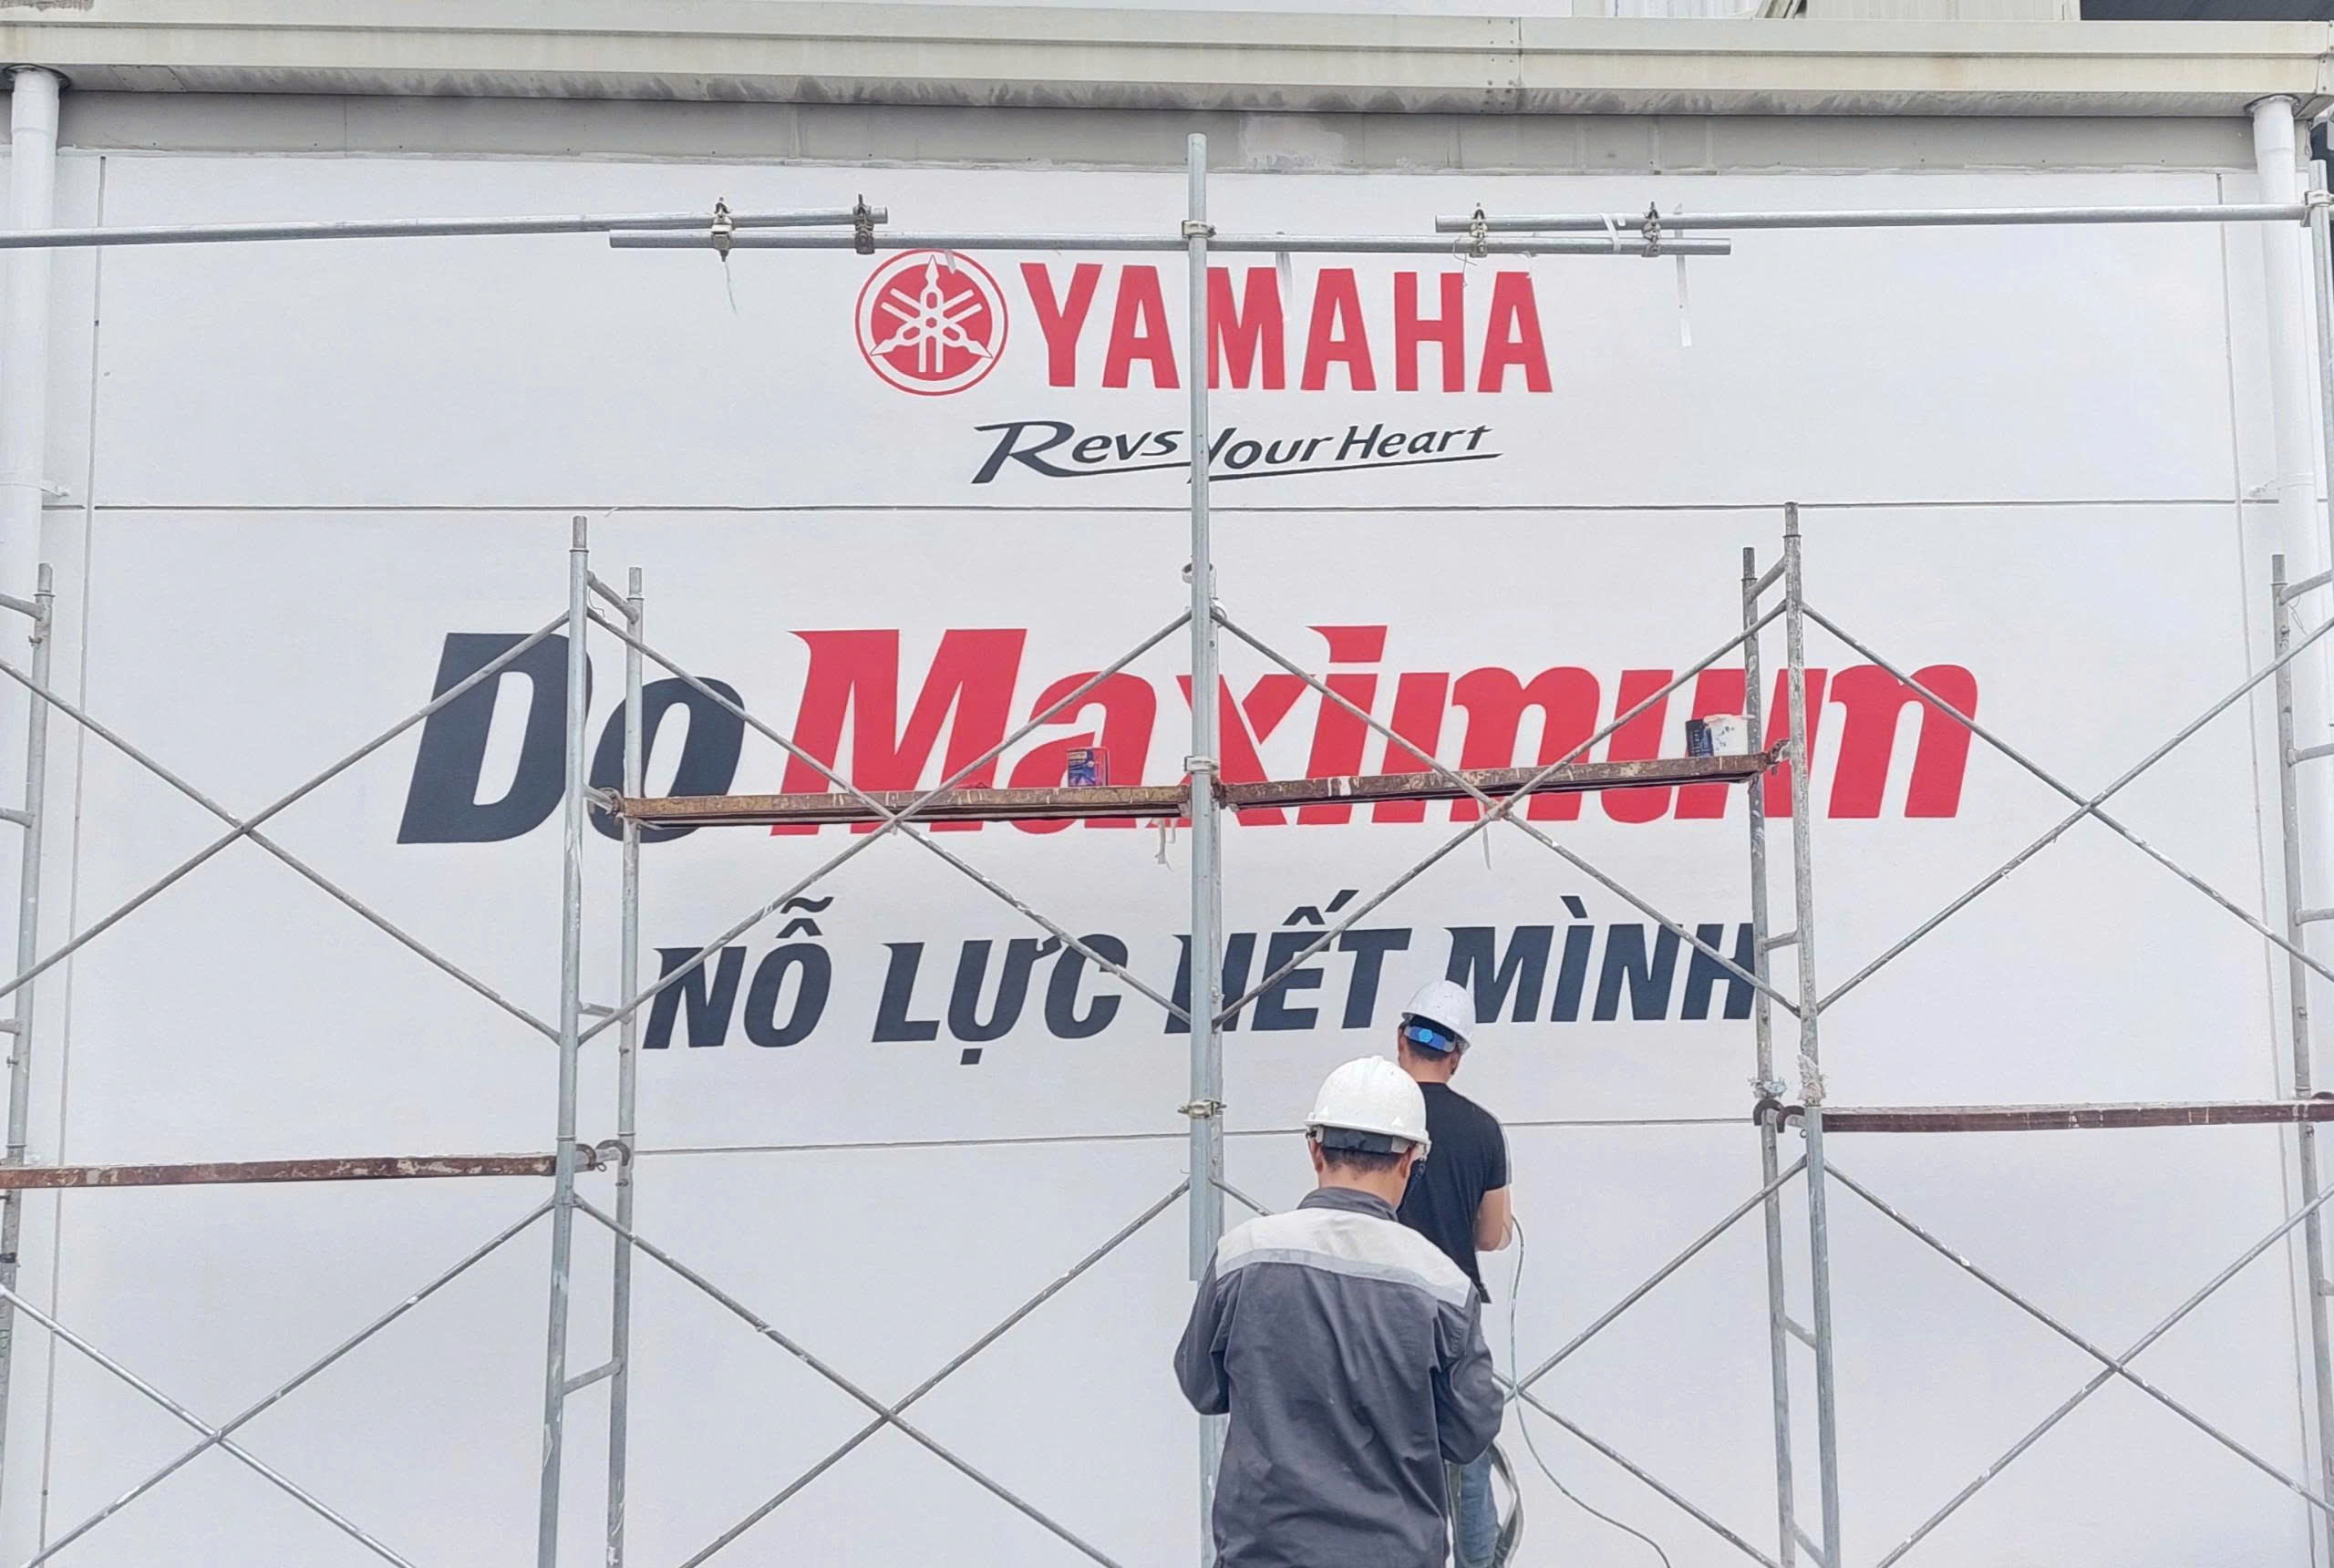 YAMAHA
Revs Your Heart
Do Maximum
NỖ LỰC HẾT MÌNH